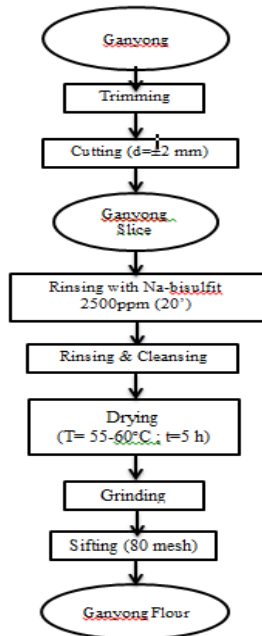 Ganyong
Trimming
Cutting (d=±2 mm)
Ganyong
Slice
Rinsing with Na-bisulfit
2500ppm (20’)
Rinsing & Cleansing
Drying
(T= 55-60°C ; t=5 h)
Grinding
Sifting (80 mesh)
Ganyong Flour